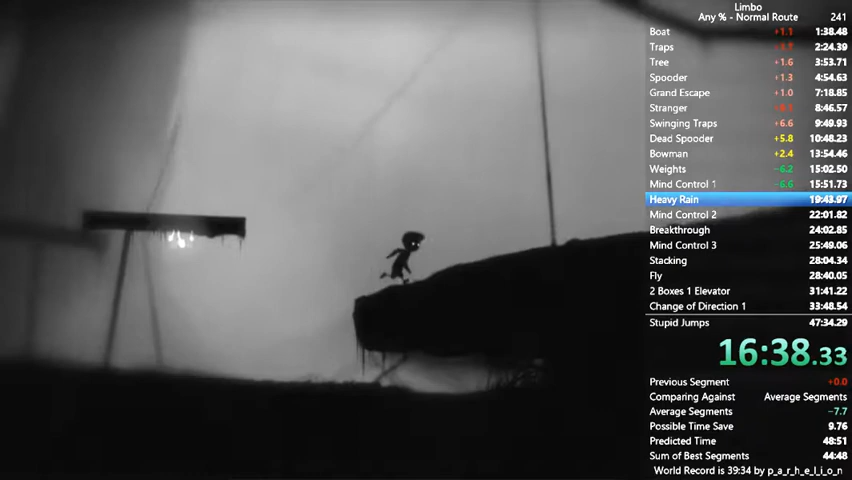 Limbo
Any % - Normal Route 241
Boat +1.1 1:38.48
Traps 2:24.39
Tree +1.6 3:53.71
Spooder +1.3 4:54.63
Grand Escape +1.0 7:18.85
Stranger 8:46.57
Swinging Traps +6.6 9:49.93
Dead Spooder +5.8 10:48.23
Bowman +2.4 13:54.46
Weights -6.2 15:02.50
Mind Control 1 -6.6 15:51.73
Heavy Rain 19:43.97
Mind Control 2 22:01.82
Breakthrough 24:02.85
Mind Control 3 25:49.06
Stacking 28:04.34
Fly 28:40.05
2 Boxes 1 Elevator 31:41.22
Change of Direction 1 33:48.54
Stupid Jumps 47:34.29
16:38.33
Previous Segment +0.0
Comparing Against Average Segments
Average Segments -7.7
Possible Time Save 9.76
Predicted Time 48:51
Sum of Best Segments 44:48
World Record is 39:34 by p_a_r_h_e_l_i_o_n